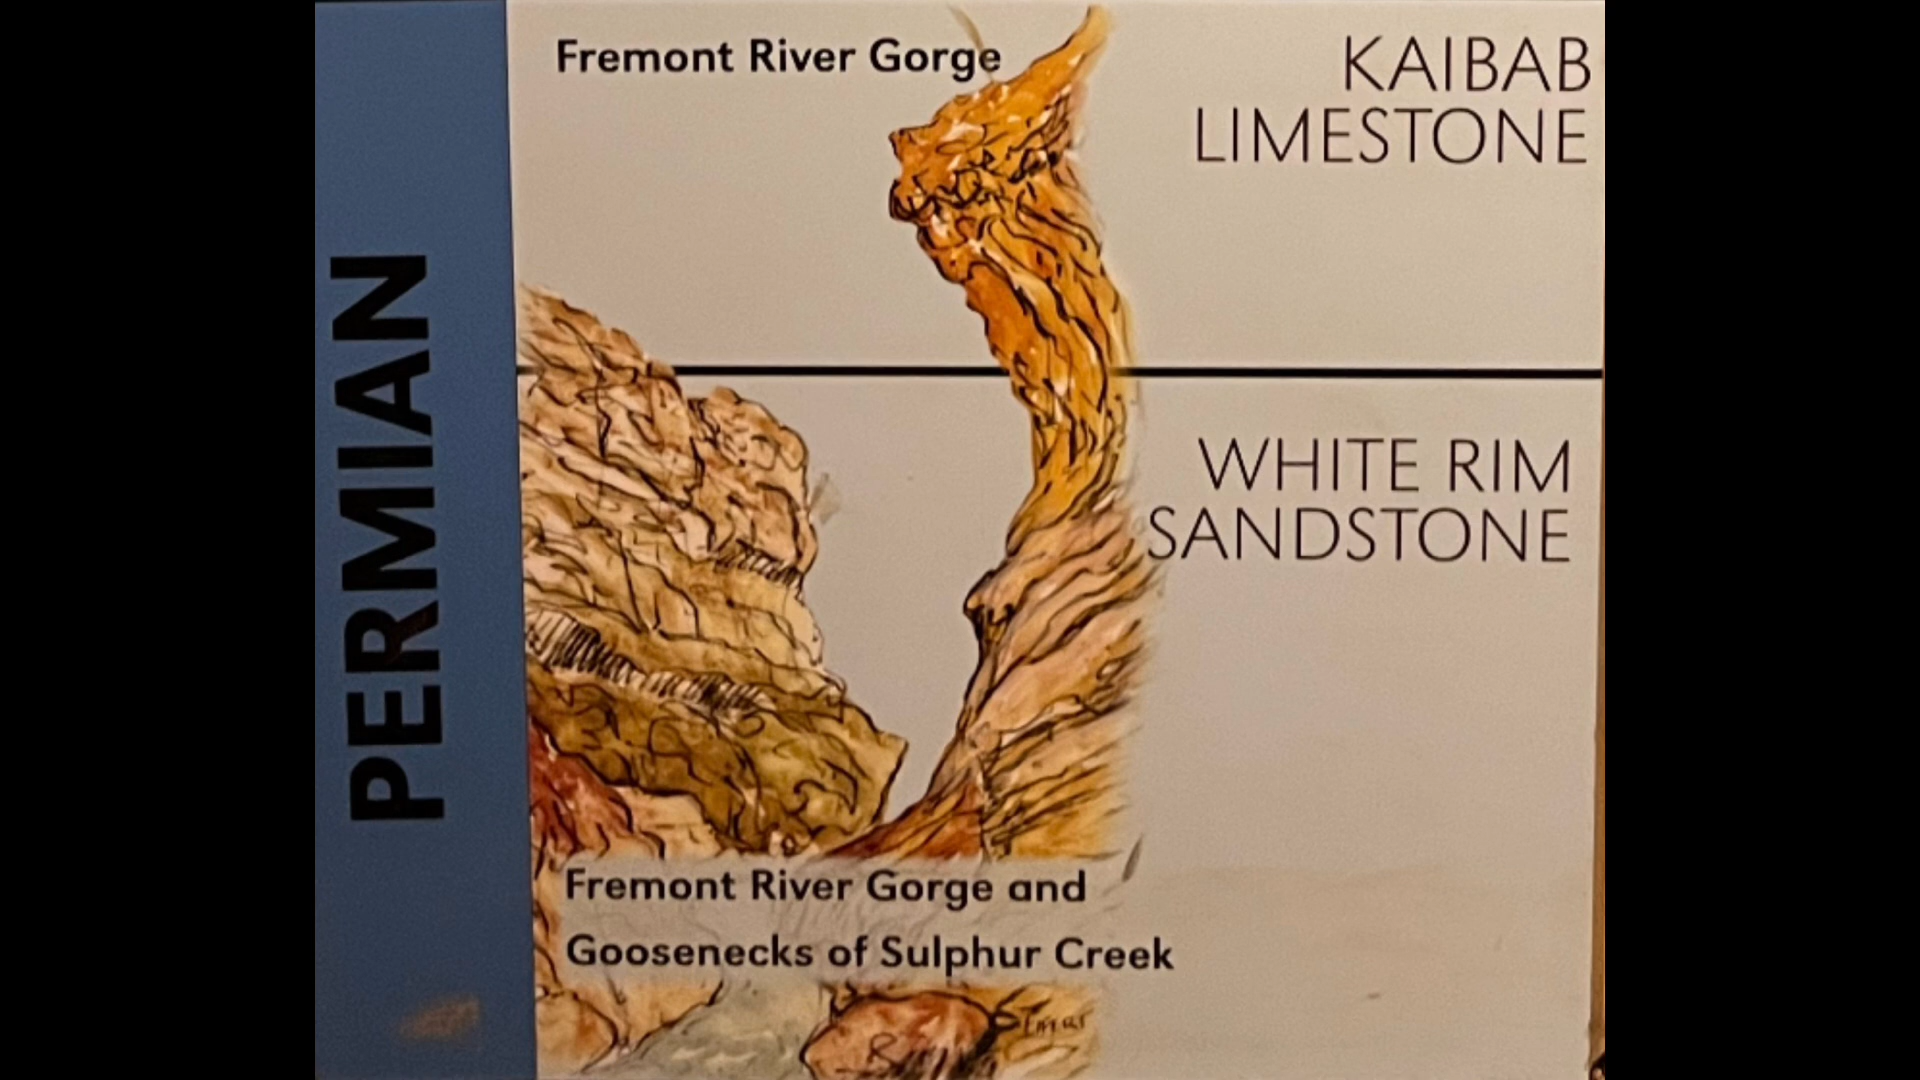 PERMIAN
Fremont River Gorge
KAIBAB
LIMESTONE
WHITE RIM
SANDSTONE
Fremont River Gorge and
Goosenecks of Sulphur Creek